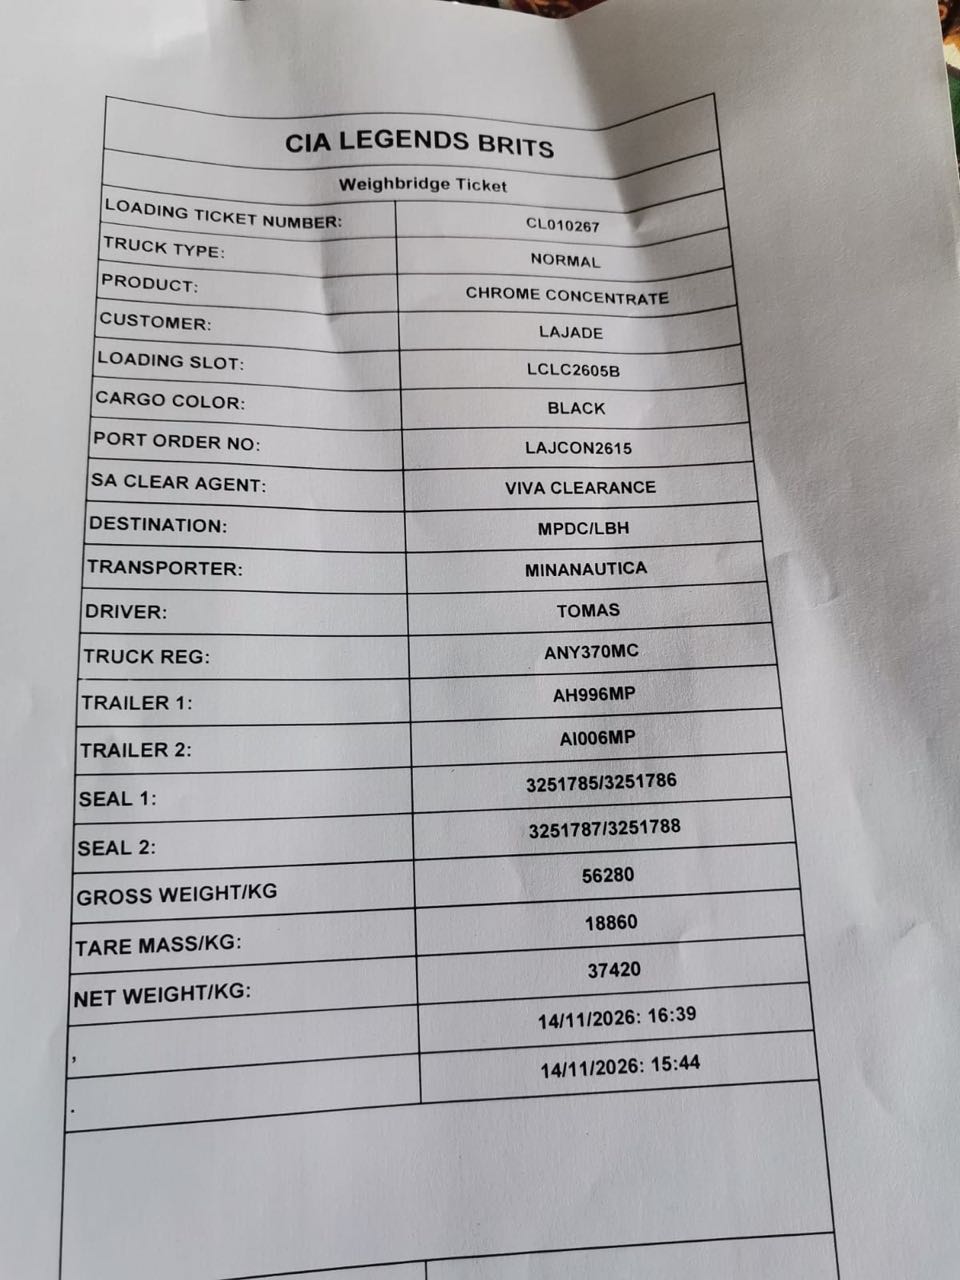 CIA LEGENDS BRITS
Weighbridge Ticket
LOADING TICKET NUMBER: CL010267
TRUCK TYPE: NORMAL
PRODUCT: CHROME CONCENTRATE
CUSTOMER: LAJADE
LOADING SLOT: LCLC2605B
CARGO COLOR: BLACK
PORT ORDER NO: LAJCON2615
SA CLEAR AGENT: VIVA CLEARANCE
DESTINATION: MPDC/LBH
TRANSPORTER: MINANAUTICA
DRIVER: TOMAS
TRUCK REG: ANY370MC
TRAILER 1: AH996MP
TRAILER 2: AI006MP
SEAL 1: 3251785/3251786
SEAL 2: 3251787/3251788
GROSS WEIGHT/KG 56280
TARE MASS/KG: 18860
NET WEIGHT/KG: 37420
, 14/11/2026: 16:39
. 14/11/2026: 15:44